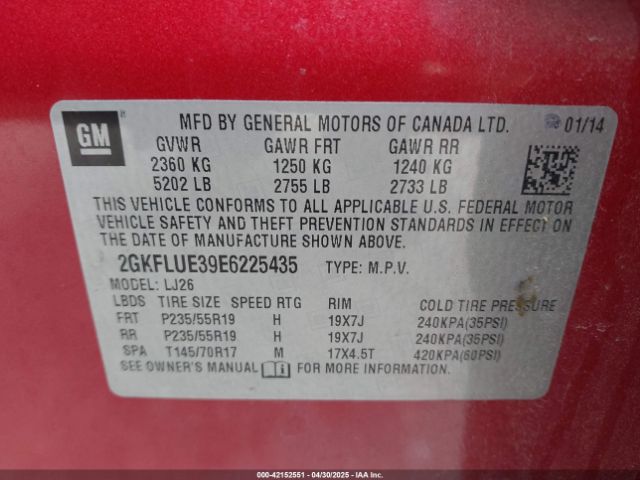 GM
MFD BY GENERAL MOTORS OF CANADA LTD. 01/14
GVWR GAWR FRT GAWR RR
2360 KG 1250 KG 1240 KG
5202 LB 2755 LB 2733 LB
THIS VEHICLE CONFORMS TO ALL APPLICABLE U.S. FEDERAL MOTOR
VEHICLE SAFETY AND THEFT PREVENTION STANDARDS IN EFFECT
ON THE DATE OF MANUFACTURE SHOWN ABOVE.
2GKFLUE39E6225435 TYPE: M.P.V.
MODEL: LJ26
LBDS TIRE SIZE SPEED RTG RIM COLD TIRE PRESSURE
FRT P235/55R19 H 19X7J 240KPA(35PSI)
RR P235/55R19 H 19X7J 240KPA(35PSI)
SPA T145/70R17 M 17X4.5T 420KPA(60PSI)
SEE OWNER'S MANUAL FOR MORE INFORMATION
000-42152551 - 04/30/2025 - IAAI.COM